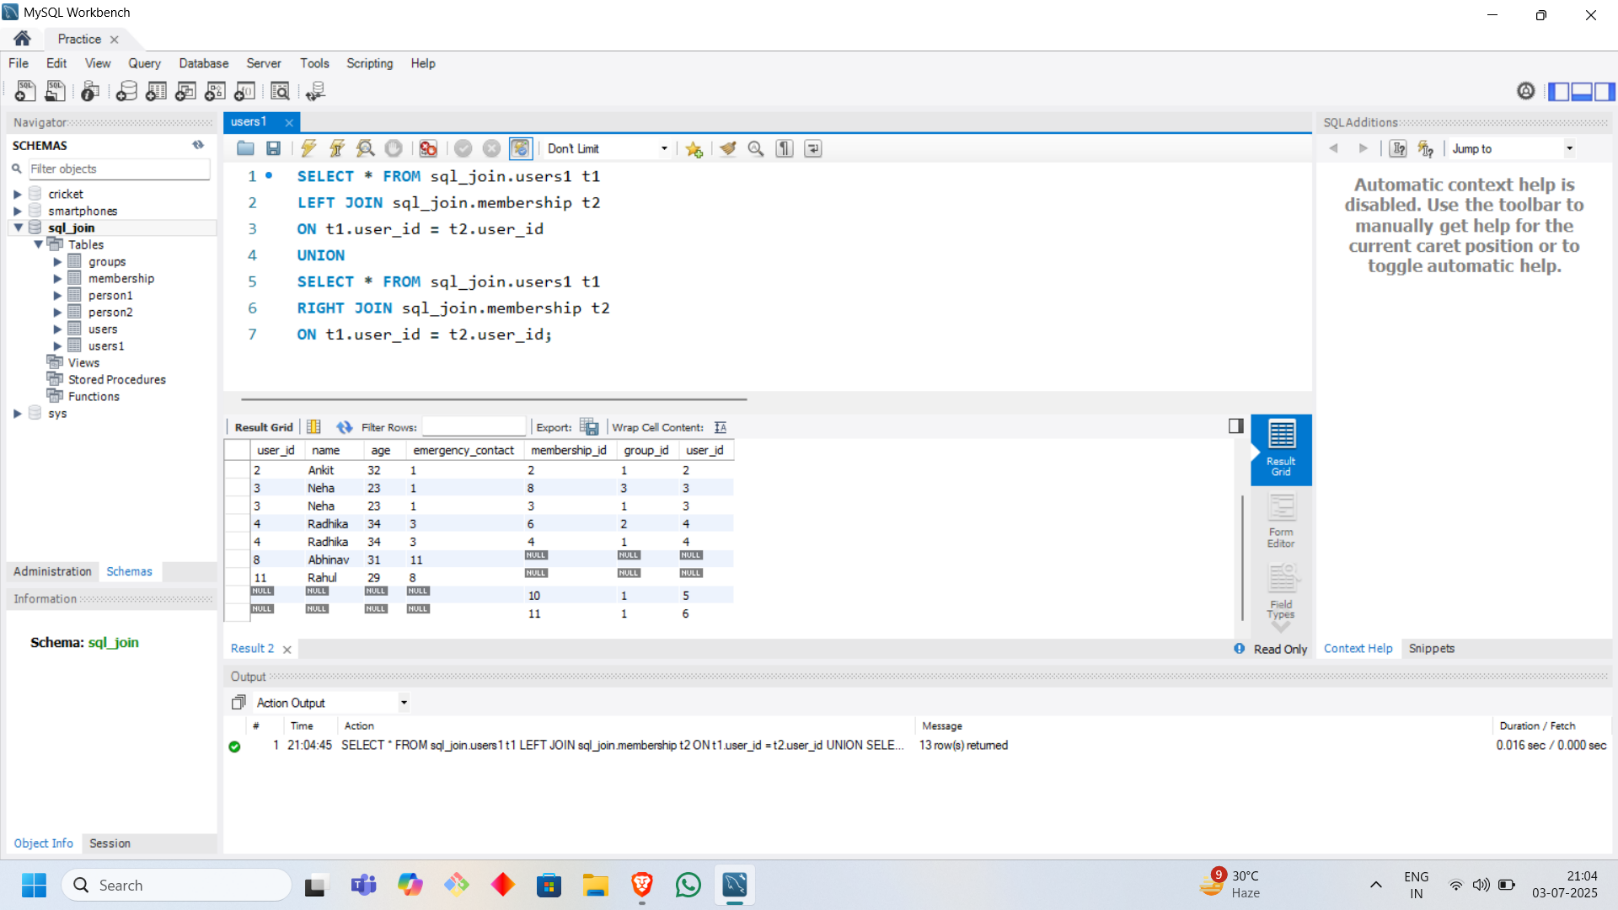 MySQL Workbench
Practice
File Edit View Query Database Server Tools Scripting Help
Navigator
SCHEMAS
Filter objects
cricket
smartphones
sql_join
Tables
groups
membership
person1
person2
users
users1
Views
Stored Procedures
Functions
sys
Administration Schemas
Information
Schema: sql_join
Object Info Session
users1
Don't Limit
1 SELECT * FROM sql_join.users1 t1
2 LEFT JOIN sql_join.membership t2
3 ON t1.user_id = t2.user_id
4 UNION
5 SELECT * FROM sql_join.users1 t1
6 RIGHT JOIN sql_join.membership t2
7 ON t1.user_id = t2.user_id;
Result Grid Filter Rows: Export: Wrap Cell Content:
user_id name age emergency_contact membership_id group_id user_id
2 Ankit 32 1 2 1 2
3 Neha 23 1 8 3 3
3 Neha 23 1 3 1 3
4 Radhika 34 3 6 2 4
4 Radhika 34 3 4 1 4
8 Abhinav 31 11 NULL NULL NULL
11 Rahul 29 8 NULL NULL NULL
NULL NULL NULL NULL 10 1 5
NULL NULL NULL NULL 11 1 6
Result
Grid
Form
Editor
Field
Types
Result 2
Read Only
SQLAdditions
Jump to
Automatic context help is
disabled. Use the toolbar to
manually get help for the
current caret position or to
toggle automatic help.
Context Help Snippets
Output
Action Output
# Time Action Message Duration / Fetch
1 21:04:45 SELECT * FROM sql_join.users1 t1 LEFT JOIN sql_join.membership t2 ON t1.user_id = t2.user_id UNION SELE... 13 row(s) returned 0.016 sec / 0.000 sec
Search
9
30°C
Haze
ENG
IN
21:04
03-07-2025